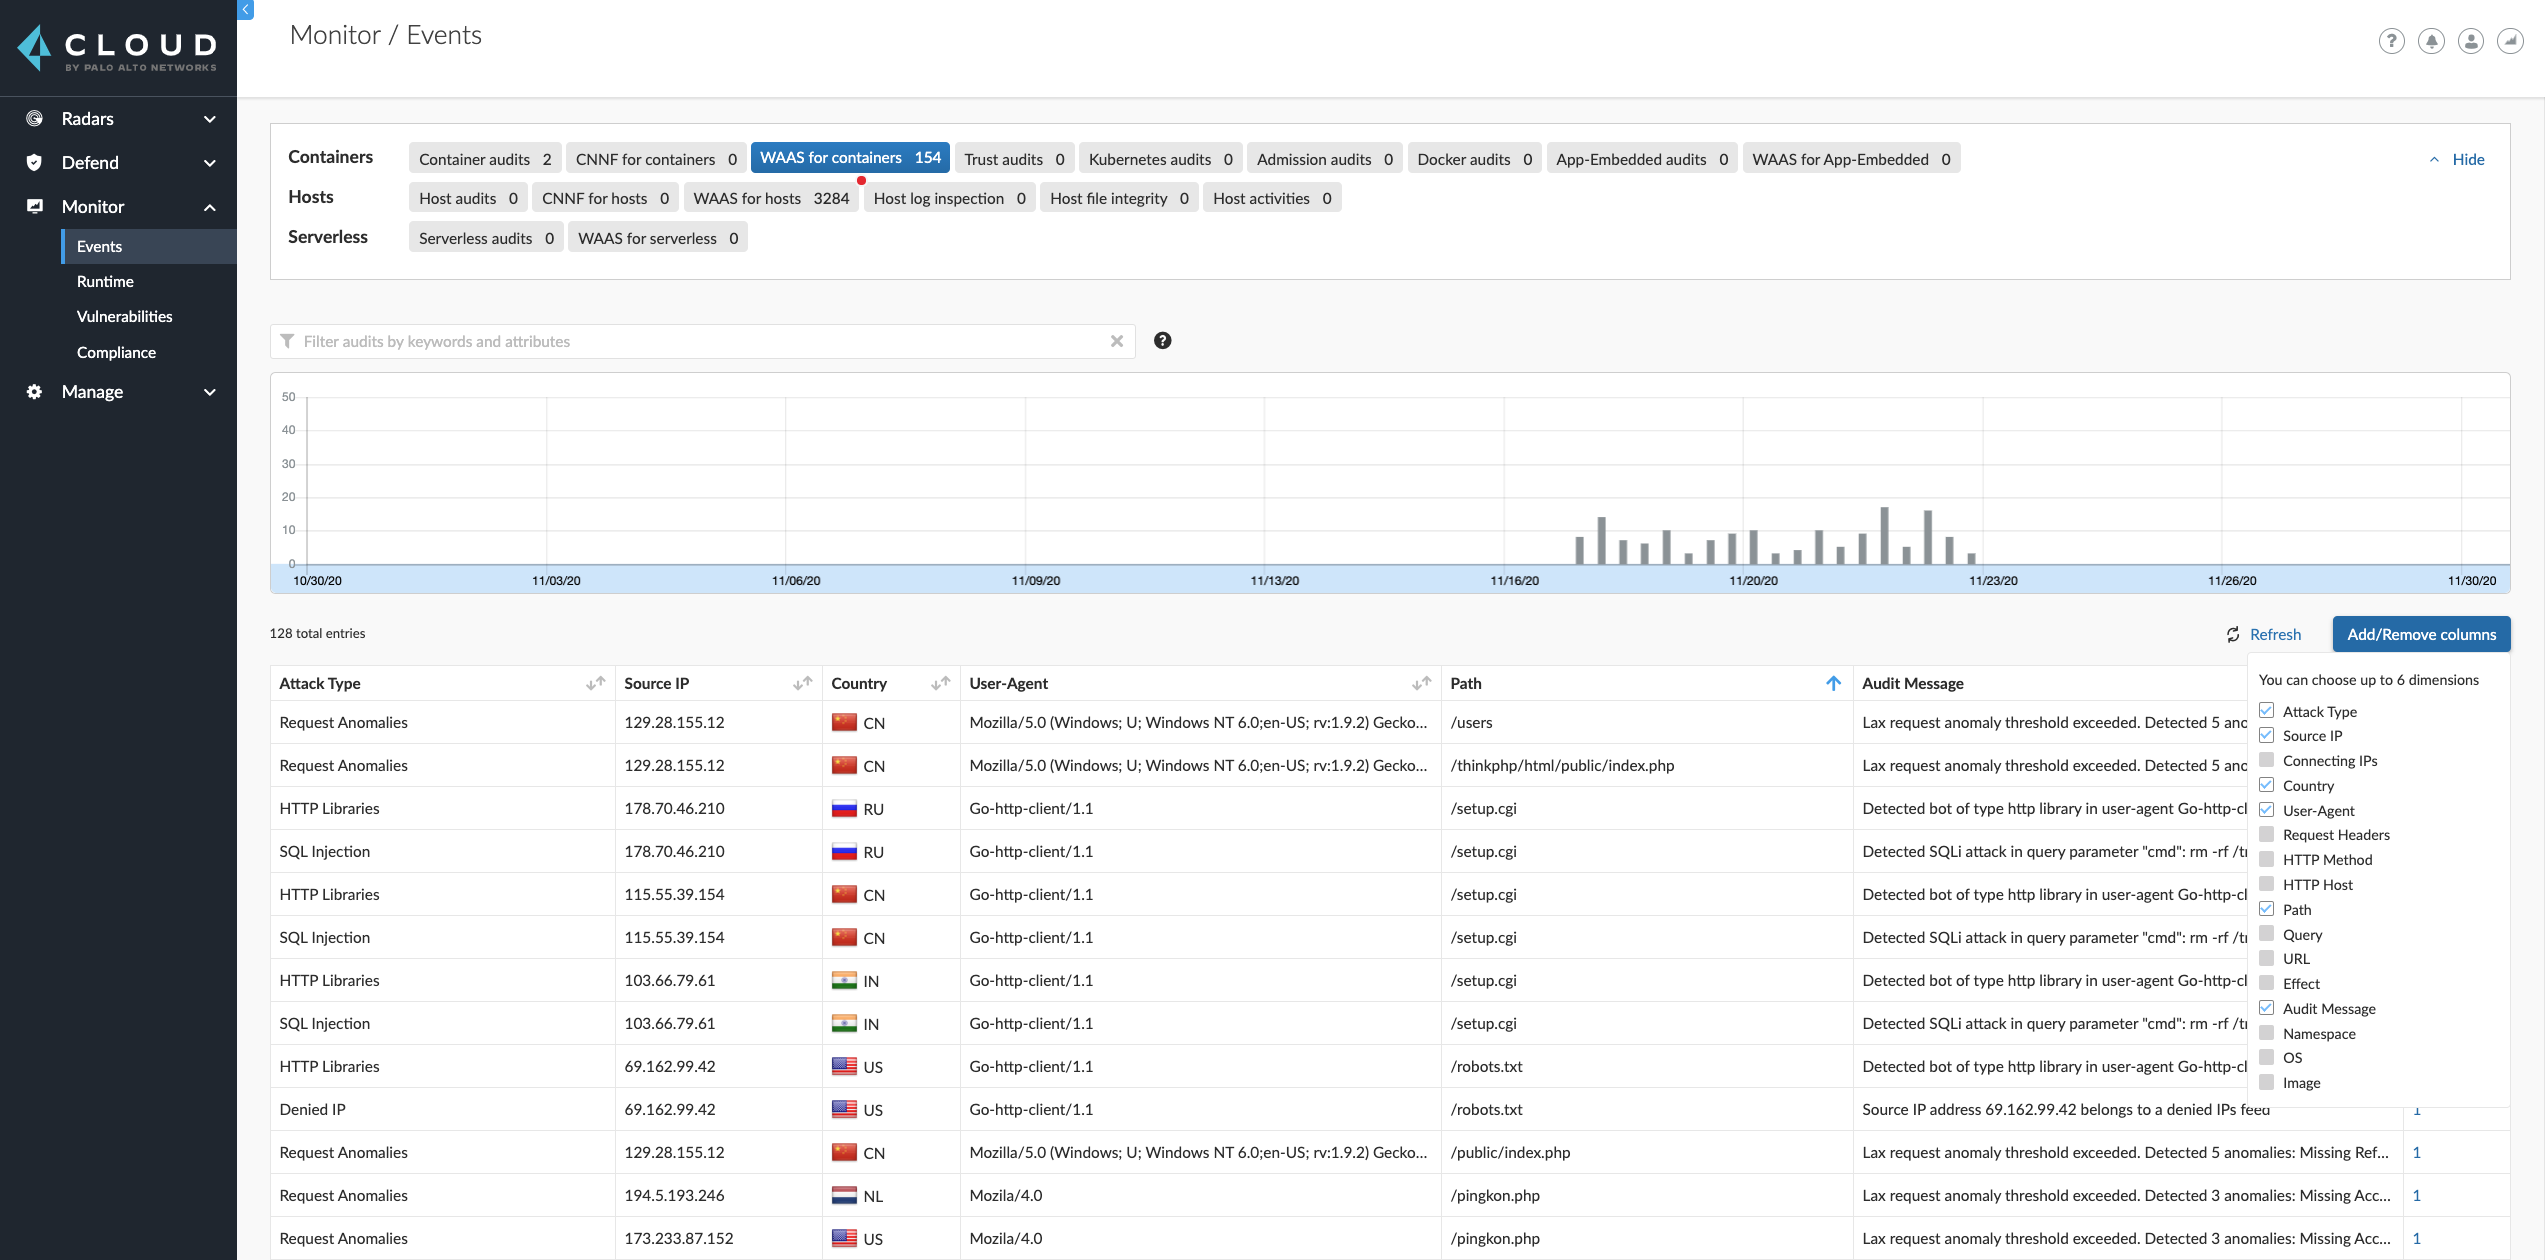 CLOUD
BY PALO ALTO NETWORKS
Monitor / Events
Radars
Defend
Monitor
Events
Runtime
Vulnerabilities
Compliance
Manage
Containers Container audits 2 CNNF for containers 0 WAAS for containers 154 Trust audits 0 Kubernetes audits 0 Admission audits 0 Docker audits 0 App-Embedded audits 0 WAAS for App-Embedded 0 Hide
Hosts Host audits 0 CNNF for hosts 0 WAAS for hosts 3284 Host log inspection 0 Host file integrity 0 Host activities 0
Serverless Serverless audits 0 WAAS for serverless 0
Filter audits by keywords and attributes ?
50
40
30
20
10
0
10/30/20 11/03/20 11/06/20 11/09/20 11/13/20 11/16/20 11/20/20 11/23/20 11/26/20 11/30/20
128 total entries Refresh Add/Remove columns
Attack Type Source IP Country User-Agent Path Audit Message
Request Anomalies 129.28.155.12 CN Mozilla/5.0 (Windows; U; Windows NT 6.0;en-US; rv:1.9.2) Gecko... /users Lax request anomaly threshold exceeded. Detected 5 ano
Request Anomalies 129.28.155.12 CN Mozilla/5.0 (Windows; U; Windows NT 6.0;en-US; rv:1.9.2) Gecko... /thinkphp/html/public/index.php Lax request anomaly threshold exceeded. Detected 5 ano
HTTP Libraries 178.70.46.210 RU Go-http-client/1.1 /setup.cgi Detected bot of type http library in user-agent Go-http-cl
SQL Injection 178.70.46.210 RU Go-http-client/1.1 /setup.cgi Detected SQLi attack in query parameter "cmd": rm -rf /t
HTTP Libraries 115.55.39.154 CN Go-http-client/1.1 /setup.cgi Detected bot of type http library in user-agent Go-http-cl
SQL Injection 115.55.39.154 CN Go-http-client/1.1 /setup.cgi Detected SQLi attack in query parameter "cmd": rm -rf /t
HTTP Libraries 103.66.79.61 IN Go-http-client/1.1 /setup.cgi Detected bot of type http library in user-agent Go-http-cl
SQL Injection 103.66.79.61 IN Go-http-client/1.1 /setup.cgi Detected SQLi attack in query parameter "cmd": rm -rf /t
HTTP Libraries 69.162.99.42 US Go-http-client/1.1 /robots.txt Detected bot of type http library in user-agent Go-http-cl
Denied IP 69.162.99.42 US Go-http-client/1.1 /robots.txt Source IP address 69.162.99.42 belongs to a denied IPs feed 1
Request Anomalies 129.28.155.12 CN Mozilla/5.0 (Windows; U; Windows NT 6.0;en-US; rv:1.9.2) Gecko... /public/index.php Lax request anomaly threshold exceeded. Detected 5 anomalies: Missing Ref... 1
Request Anomalies 194.5.193.246 NL Mozila/4.0 /pingkon.php Lax request anomaly threshold exceeded. Detected 3 anomalies: Missing Acc... 1
Request Anomalies 173.233.87.152 US Mozila/4.0 /pingkon.php Lax request anomaly threshold exceeded. Detected 3 anomalies: Missing Acc... 1
You can choose up to 6 dimensions
Attack Type
Source IP
Connecting IPs
Country
User-Agent
Request Headers
HTTP Method
HTTP Host
Path
Query
URL
Effect
Audit Message
Namespace
OS
Image